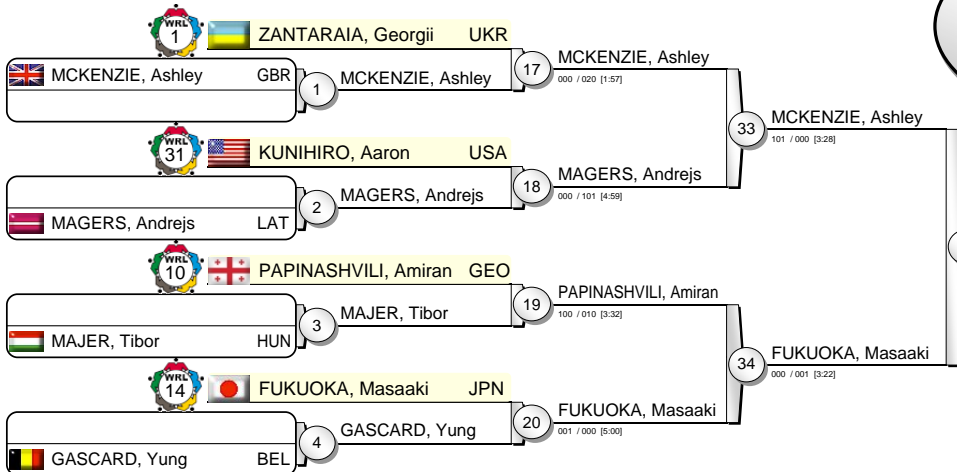 WRL 1 ZANTARAIA, Georgii UKR
MCKENZIE, Ashley GBR
1 MCKENZIE, Ashley
17 MCKENZIE, Ashley
000 / 020 [1:57]
WRL 31 KUNIHIRO, Aaron USA
MAGERS, Andrejs LAT
2 MAGERS, Andrejs
18 MAGERS, Andrejs
000 / 101 [4:59]
33 MCKENZIE, Ashley
101 / 000 [3:28]
WRL 10 PAPINASHVILI, Amiran GEO
MAJER, Tibor HUN
3 MAJER, Tibor
19 PAPINASHVILI, Amiran
100 / 010 [3:32]
WRL 14 FUKUOKA, Masaaki JPN
GASCARD, Yung BEL
4 GASCARD, Yung
20 FUKUOKA, Masaaki
001 / 000 [5:00]
34 FUKUOKA, Masaaki
000 / 001 [3:22]